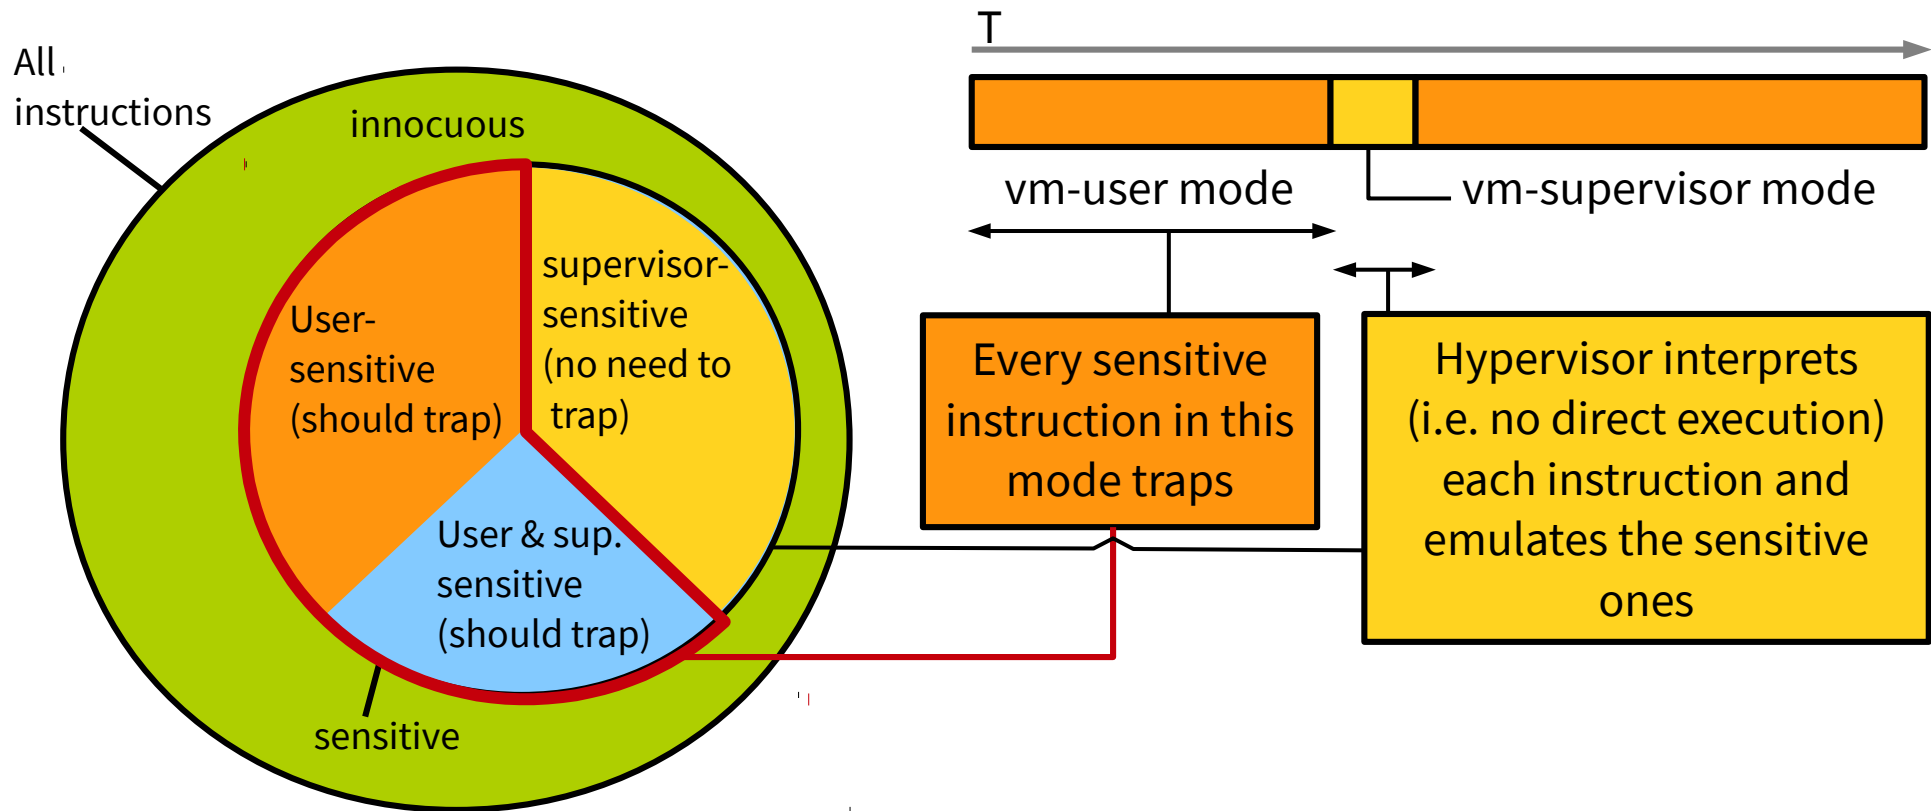 All
instructions
innocuous
User-
sensitive
(should trap)
supervisor-
sensitive
(no need to
trap)
User & sup.
sensitive
(should trap)
sensitive
T
vm-user mode
vm-supervisor mode
Every sensitive
instruction in this
mode traps
Hypervisor interprets
(i.e. no direct execution)
each instruction and
emulates the sensitive
ones